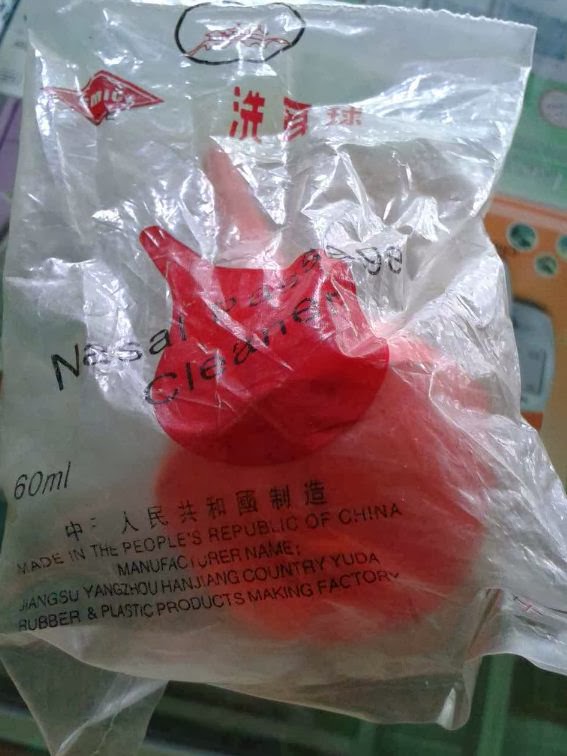 洗耳球
Nasal Passage
Cleaner
60ml
中 人民共和國制造
MADE IN THE PEOPLE'S REPUBLIC OF CHINA
MANUFACTURER NAME:
JIANGSU YANGZHOU HANJIANG COUNTRY YUDA
RUBBER & PLASTIC PRODUCTS MAKING FACTORY